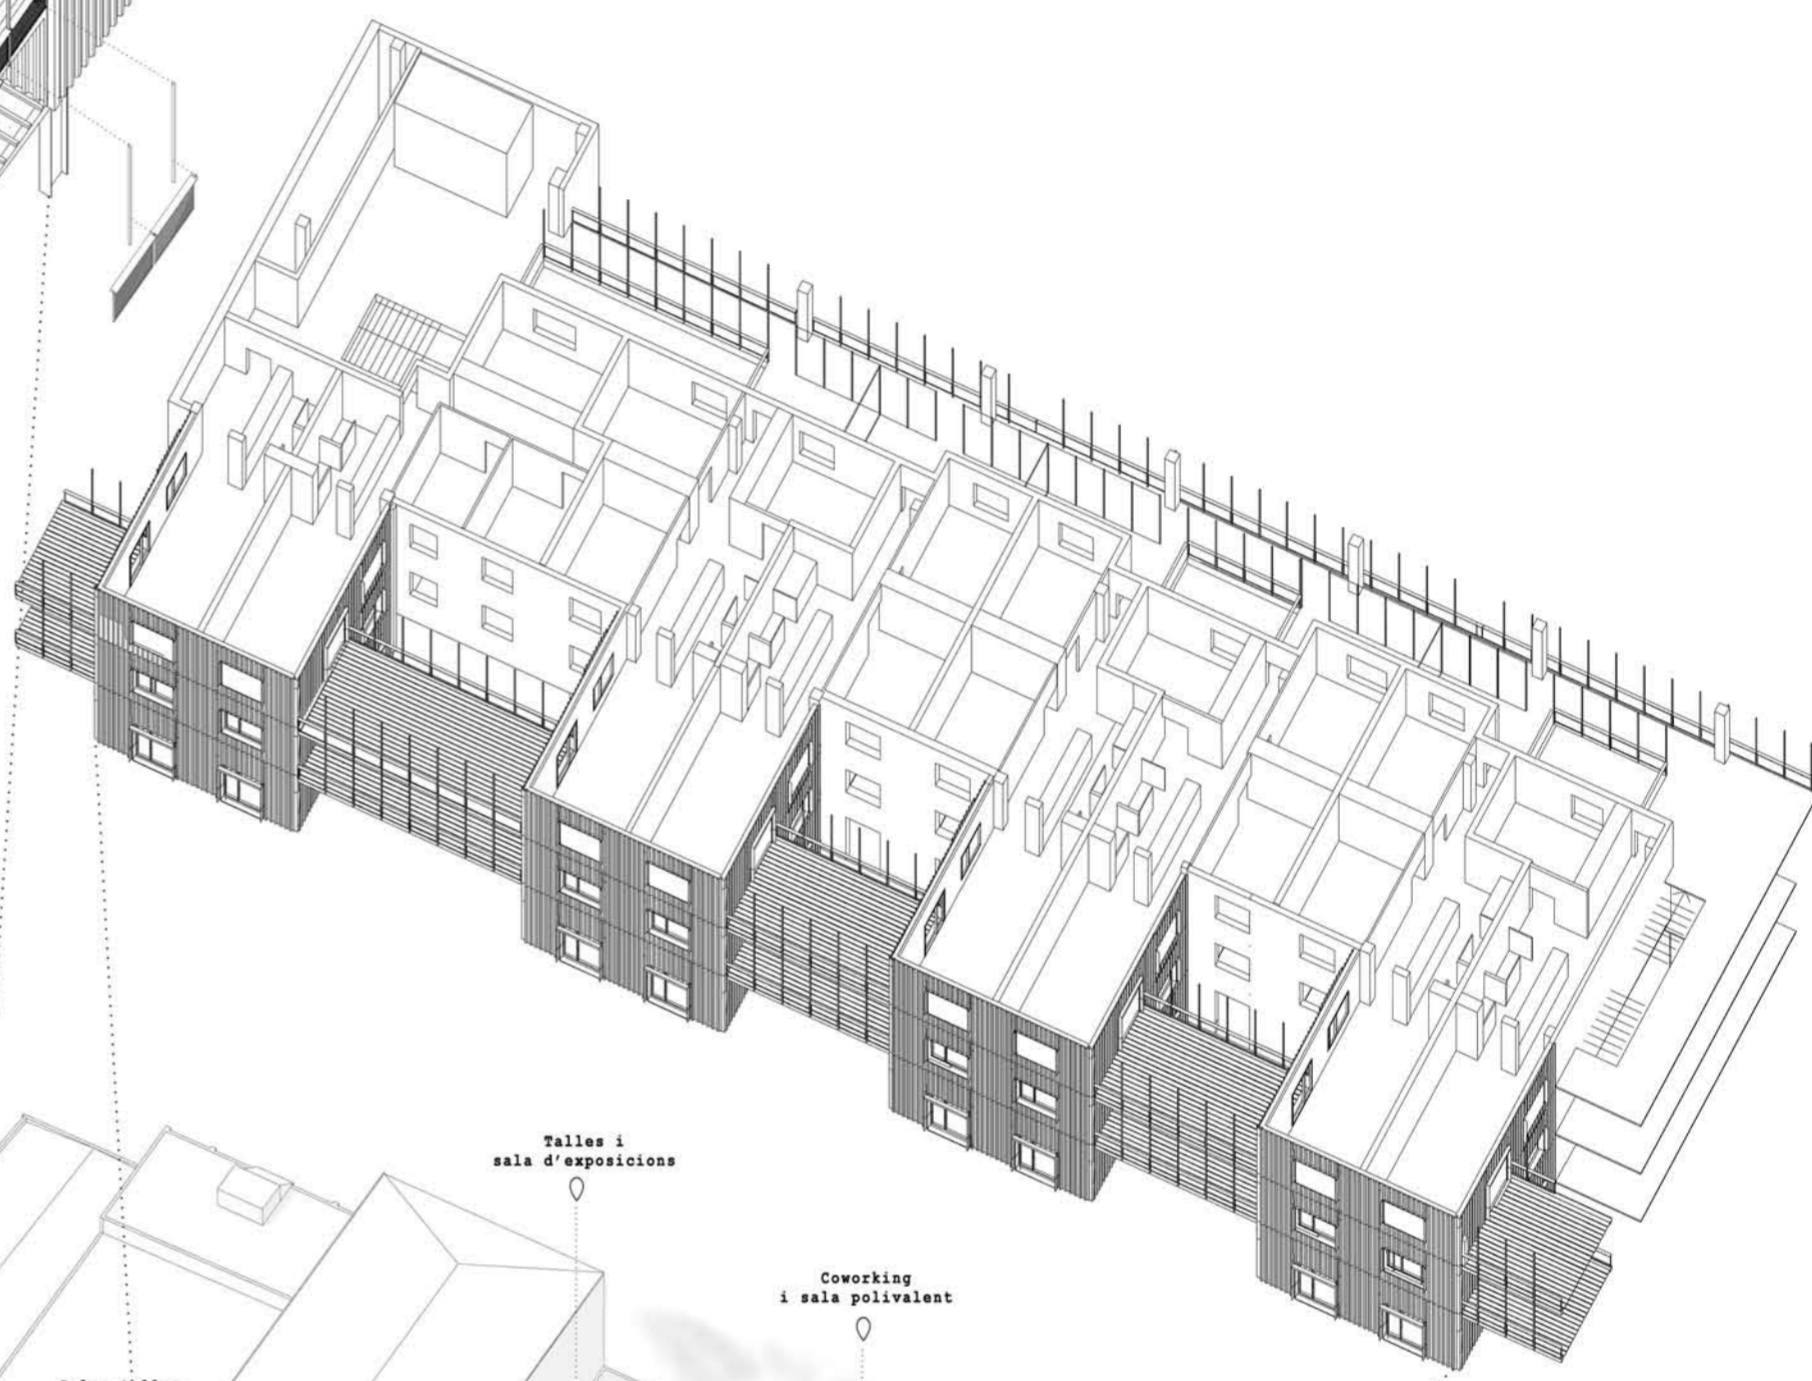 Talles i
sala d'exposicions
Coworking
i sala polivalent